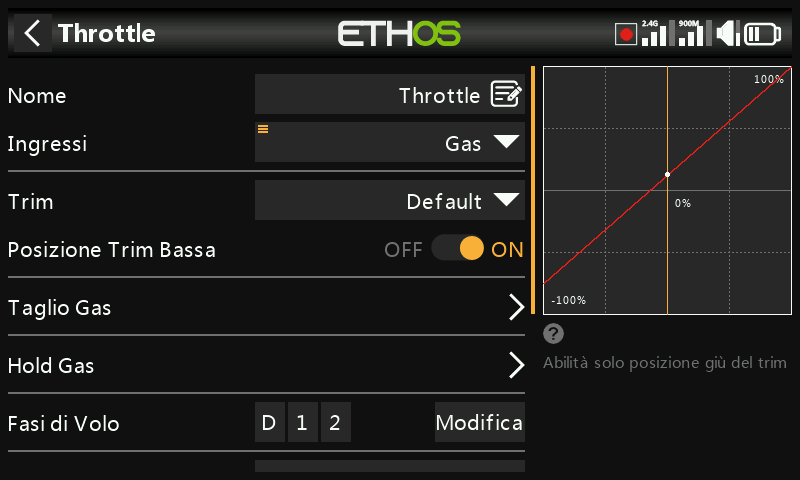 Throttle
ETHOS
2.4G
900M
Nome
Throttle
Ingressi
Gas
Trim
Default
Posizione Trim Bassa
OFF
ON
Taglio Gas
Hold Gas
Fasi di Volo
D 1 2
Modifica
100%
0%
-100%
?
Abilità solo posizione giù del trim